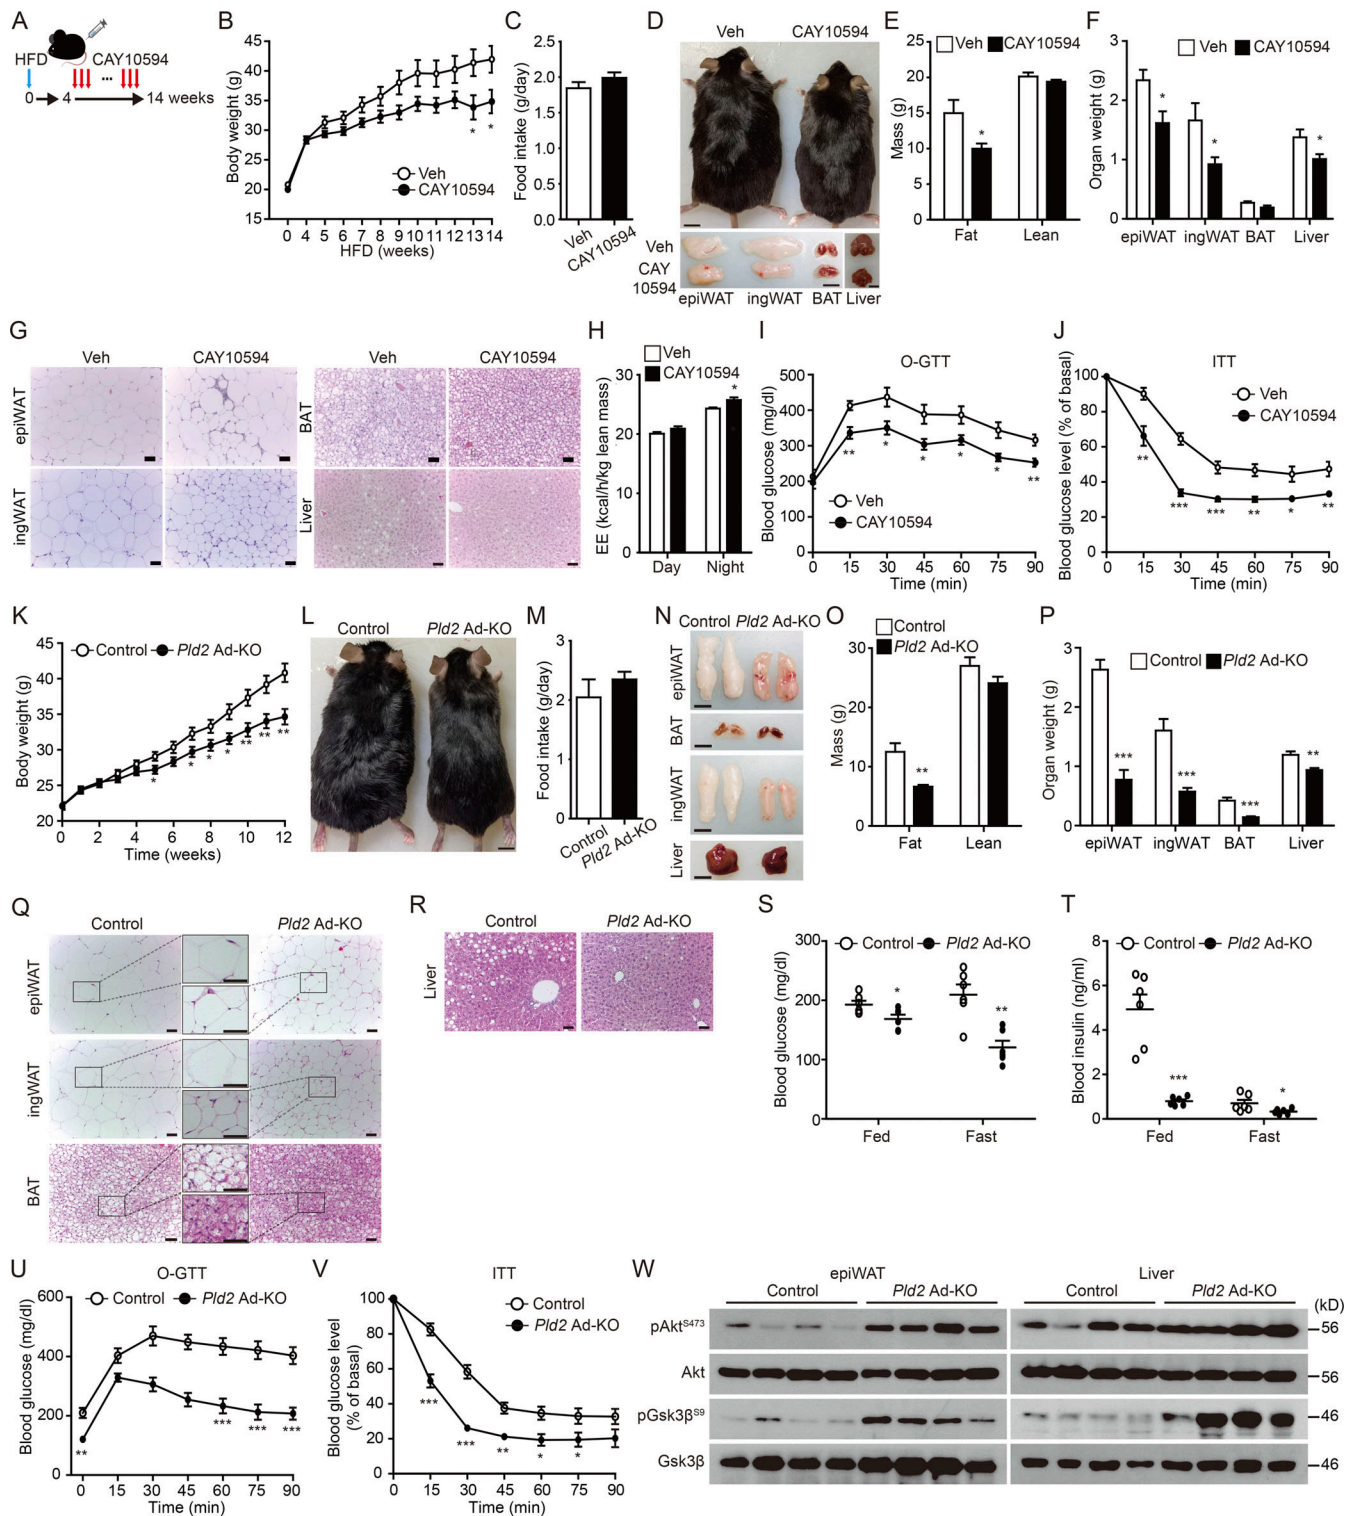 A
HFD
CAY10594
...
0
4
14 weeks
B
Body weight (g)
45
40
35
30
25
20
15
Veh
CAY10594
0 4 5 6 7 8 9 10 11 12 13 14
HFD (weeks)
* *
C
Food intake (g/day)
2.5
2.0
1.5
1.0
0.5
0.0
Veh
CAY10594
D
Veh CAY10594
Veh
CAY
10594
epiWAT ingWAT BAT Liver
E
Veh CAY10594
Mass (g)
30
25
20
15
10
5
0
*
Fat Lean
F
Veh
CAY10594
Organ weight (g)
3
2
1
0
* * *
epiWAT ingWAT BAT Liver
G
Veh CAY10594
epiWAT
ingWAT
Veh CAY10594
BAT
Liver
H
Veh
CAY10594
EE (kcal/h/kg lean mass)
30
20
10
0
*
Day Night
I
O-GTT
Blood glucose (mg/dl)
500
400
300
200
100
0
** * * * * **
Veh
CAY10594
0 15 30 45 60 75 90
Time (min)
J
ITT
Blood glucose level (% of basal)
100
80
60
40
20
0
Veh
CAY10594
** *** *** ** * **
0 15 30 45 60 75 90
Time (min)
K
Control Pld2 Ad-KO
Body weight (g)
45
40
35
30
25
20
* * * * ** ** **
0 2 4 6 8 10 12
Time (weeks)
L
Control Pld2 Ad-KO
M
Food intake (g/day)
3
2
1
0
Control
Pld2 Ad-KO
N
Control Pld2 Ad-KO
epiWAT
BAT
ingWAT
Liver
O
Control
Pld2 Ad-KO
Mass (g)
30
20
10
0
**
Fat Lean
P
Control Pld2 Ad-KO
Organ weight (g)
3
2
1
0
*** *** *** **
epiWAT ingWAT BAT Liver
Q
Control Pld2 Ad-KO
epiWAT
ingWAT
BAT
R
Control Pld2 Ad-KO
Liver
S
Control Pld2 Ad-KO
Blood glucose (mg/dl)
300
200
100
0
* **
Fed Fast
T
Control Pld2 Ad-KO
Blood insulin (ng/ml)
8
6
4
2
0
*** *
Fed Fast
U
O-GTT
Control Pld2 Ad-KO
Blood glucose (mg/dl)
600
400
200
0
** *** *** ***
0 15 30 45 60 75 90
Time (min)
V
ITT
Control
Pld2 Ad-KO
Blood glucose level
(% of basal)
100
80
60
40
20
0
*** *** ** * *
0 15 30 45 60 75 90
Time (min)
W
epiWAT Liver
Control Pld2 Ad-KO Control Pld2 Ad-KO (kD)
pAktS473 56
Akt 56
pGsk3βS9 46
Gsk3β 46